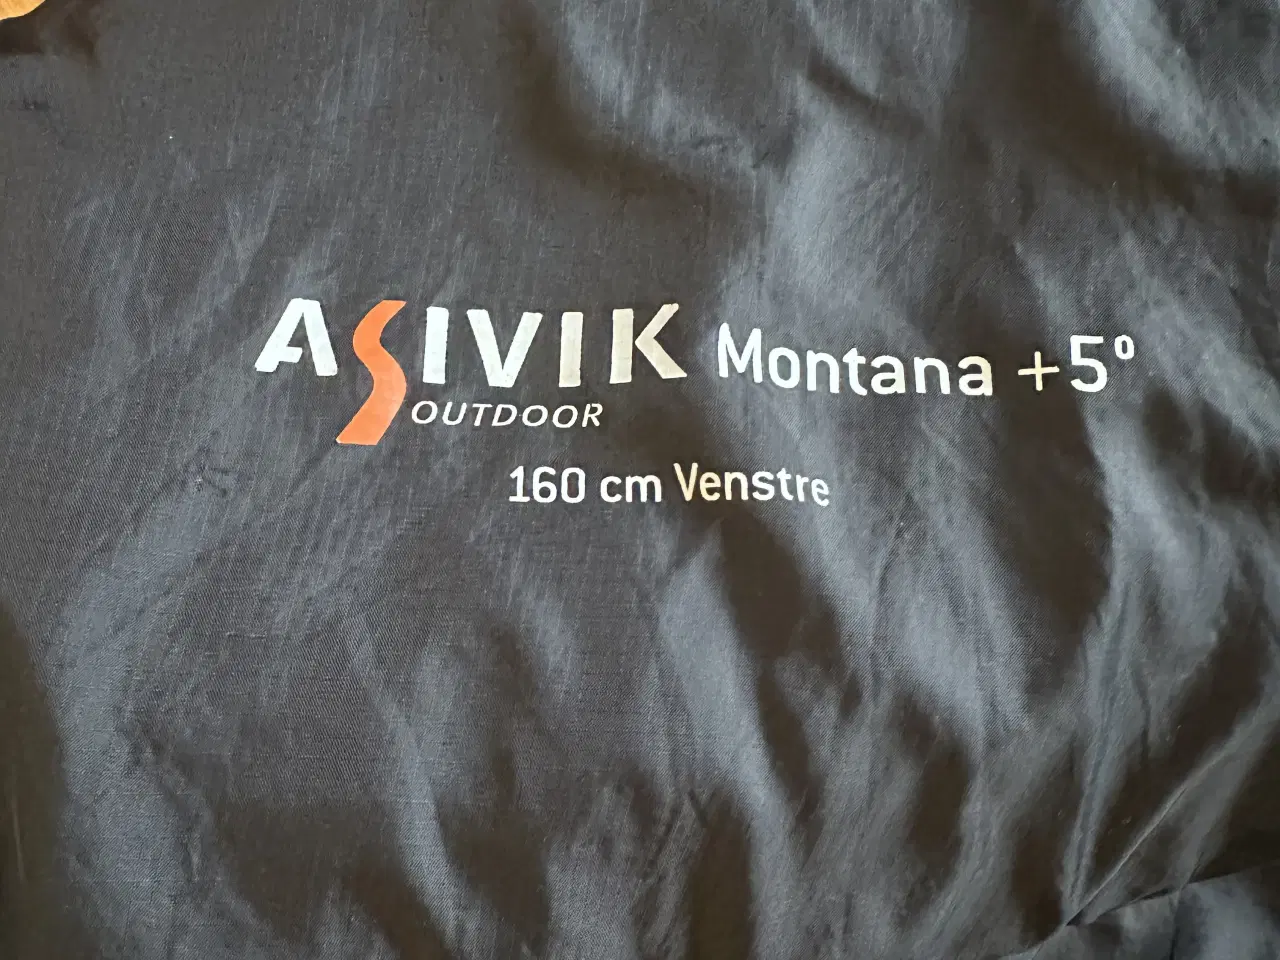 ASIVIK Montana +5°
OUTDOOR
160 cm Venstre